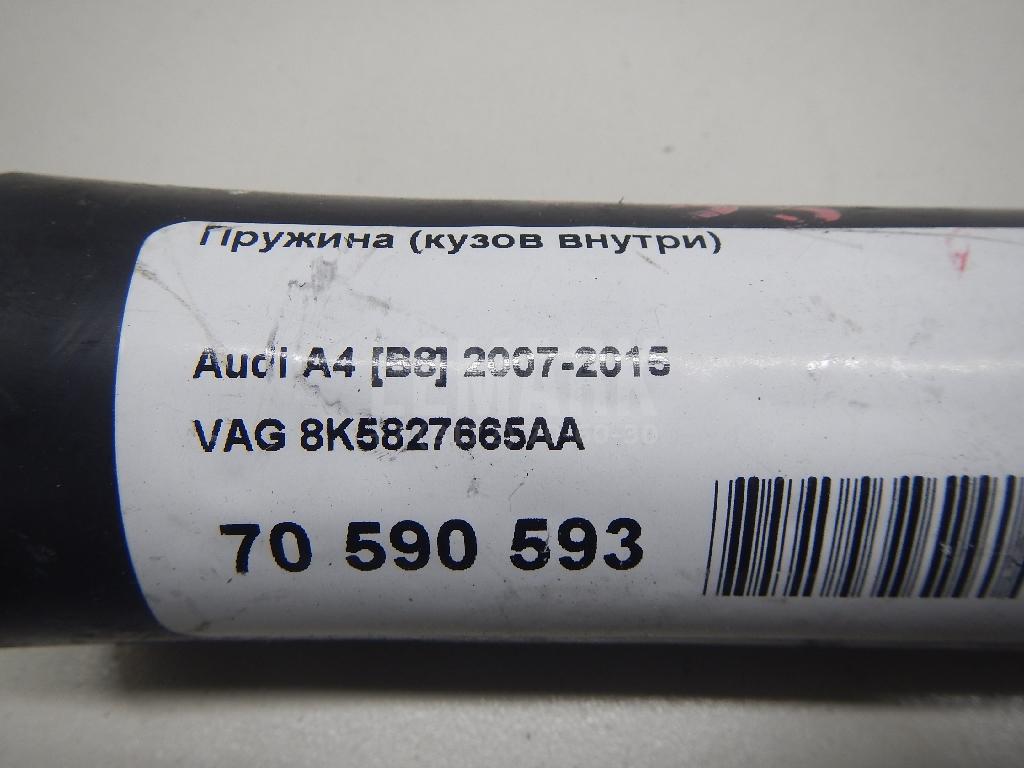 Пружина (кузов внутри)
Audi A4 [B8] 2007-2015
VAG 8K5827665AA
70 590 593